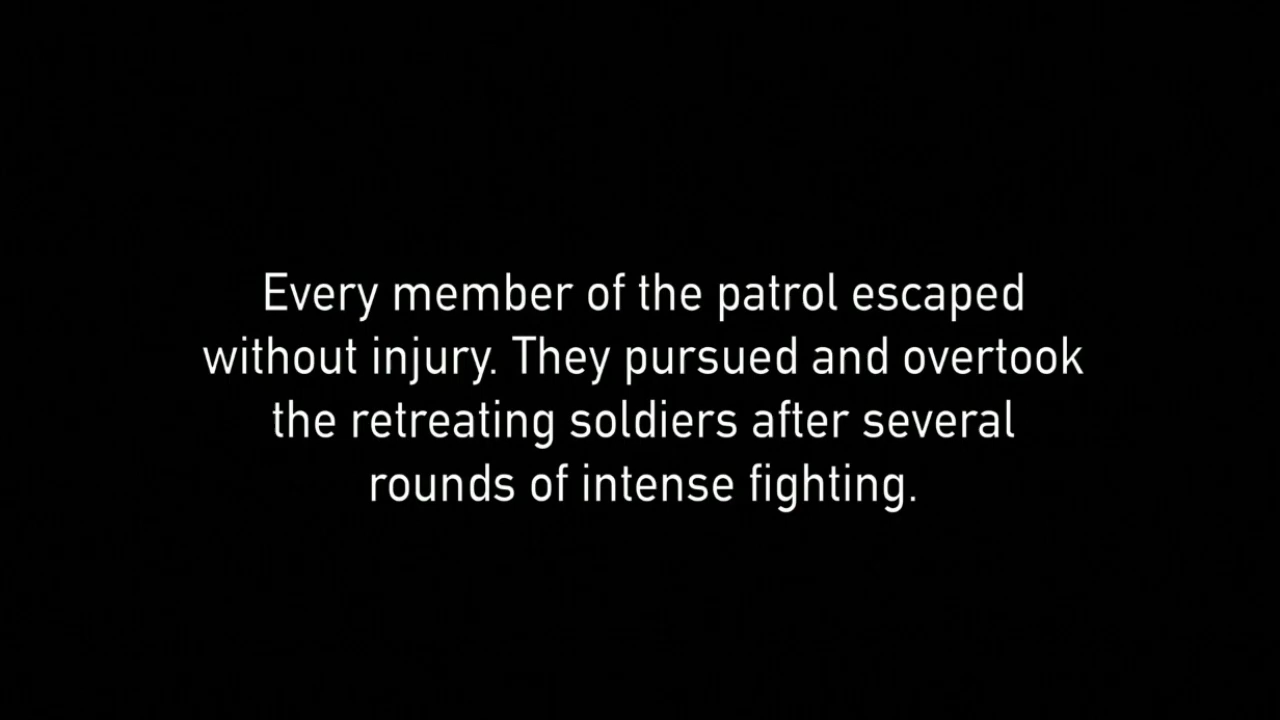 Every member of the patrol escaped
without injury. They pursued and overtook
the retreating soldiers after several
rounds of intense fighting.